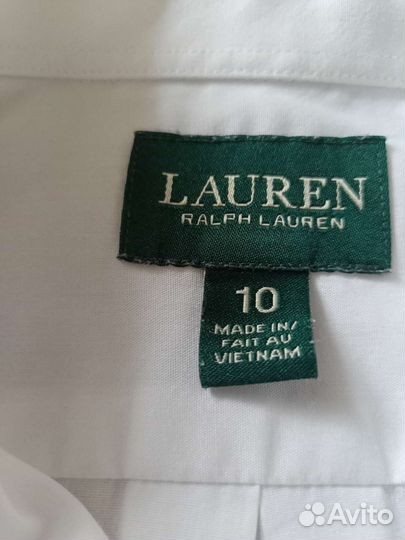 LAUREN
RALPH LAUREN
10
MADE IN/
FAIT AU
VIETNAM
Avito